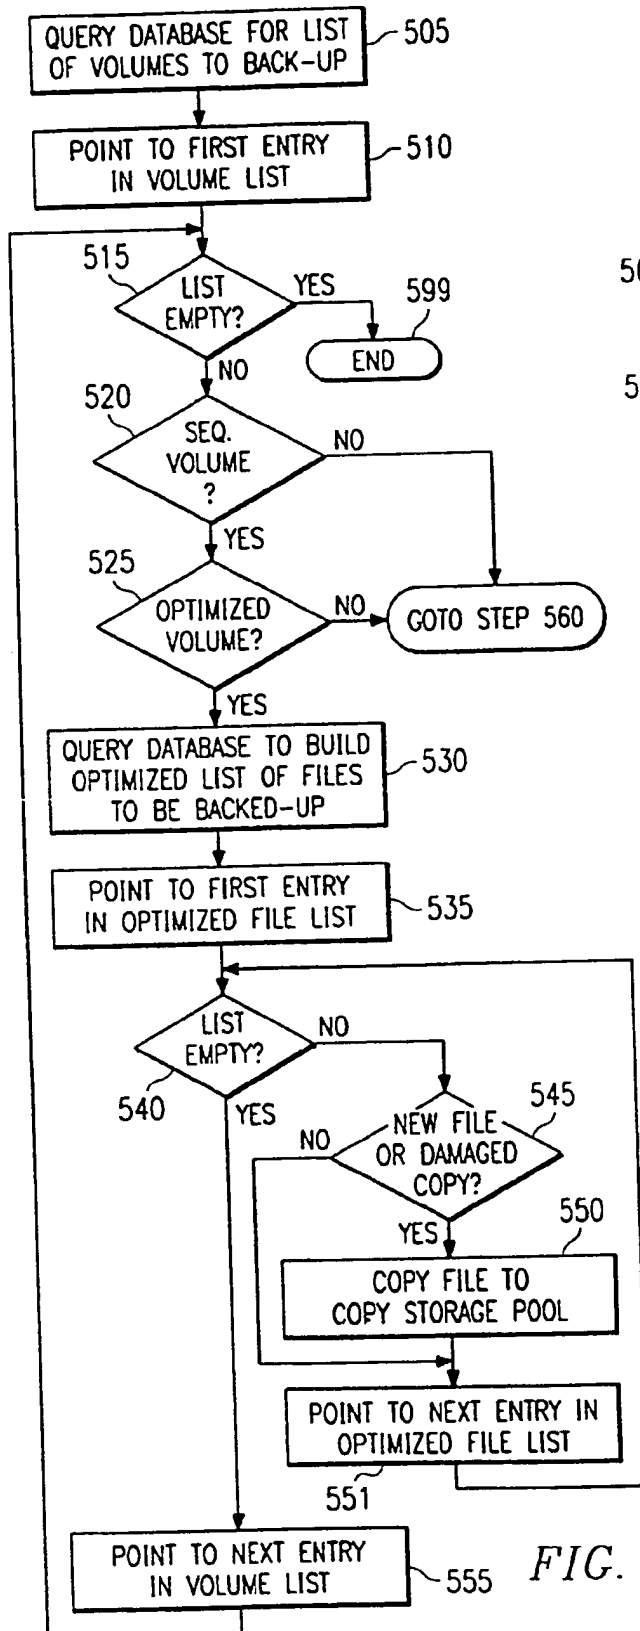 QUERY DATABASE FOR LIST
OF VOLUMES TO BACK-UP
505
POINT TO FIRST ENTRY
IN VOLUME LIST
510
515
LIST
EMPTY?
YES
599
END
NO
520
SEQ.
VOLUME
?
NO
YES
525
OPTIMIZED
VOLUME?
NO
GOTO STEP 560
YES
QUERY DATABASE TO BUILD
OPTIMIZED LIST OF FILES
TO BE BACKED-UP
530
POINT TO FIRST ENTRY
IN OPTIMIZED FILE LIST
535
LIST
EMPTY?
NO
540
YES
545
NEW FILE
OR DAMAGED
COPY?
NO
YES
550
COPY FILE TO
COPY STORAGE POOL
POINT TO NEXT ENTRY IN
OPTIMIZED FILE LIST
551
POINT TO NEXT ENTRY
IN VOLUME LIST
555
FIG.